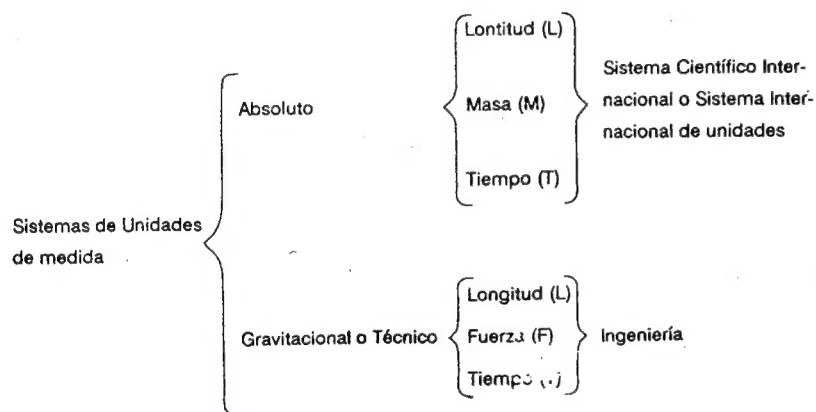 Lontitud (L)
Sistema Científico Inter-
nacional o Sistema Inter-
nacional de unidades
Absoluto
Masa (M)
Tiempo (T)
Sistemas de Unidades
de medida
Longitud (L)
Gravitacional o Técnico
Fuerza (F)
Ingeniería
Tiempo